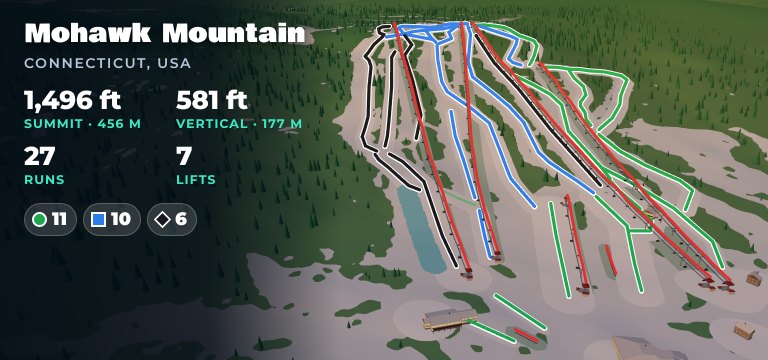 Mohawk Mountain
CONNECTICUT, USA
1,496 ft 581 ft
SUMMIT · 456 M VERTICAL · 177 M
27 7
RUNS LIFTS
11 10 6